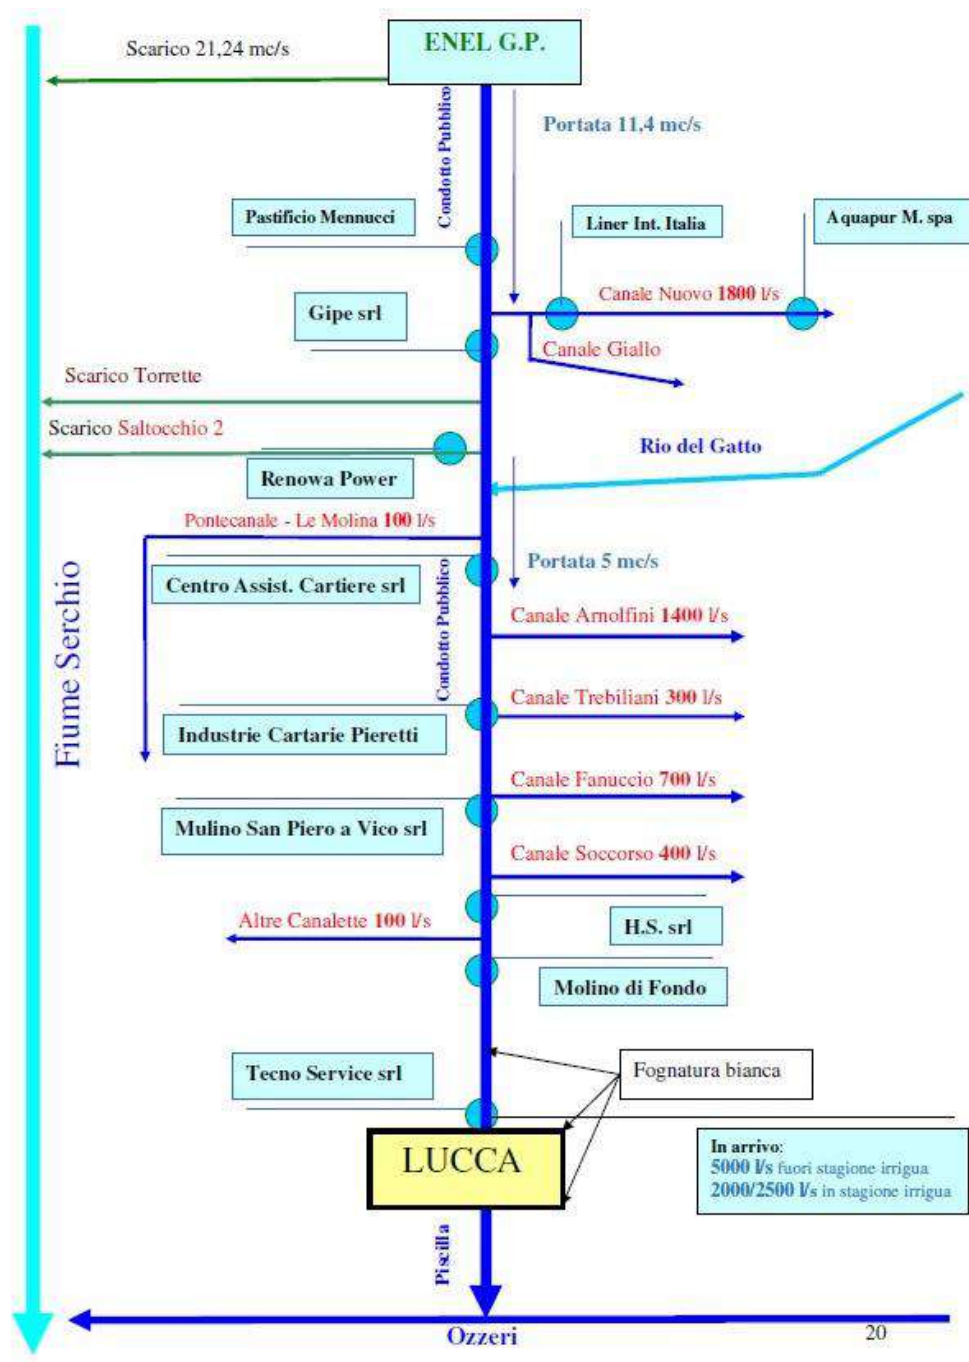 ENEL G.P.
Scarico 21,24 mc/s
Condotto Pubblico
Portata 11,4 mc/s
Pastificio Mennucci
Liner Int. Italia
Aquapur M. spa
Canale Nuovo 1800 l/s
Gipe srl
Canale Giallo
Scarico Torrette
Scarico Saltocchio 2
Rio del Gatto
Renowa Power
Pontecanale - Le Molina 100 l/s
Portata 5 mc/s
Centro Assist. Cartiere srl
Condotto Pubblico
Canale Arnolfini 1400 l/s
Fiume Serchio
Canale Trebiliani 300 l/s
Industrie Cartarie Pieretti
Canale Fanuccio 700 l/s
Mulino San Piero a Vico srl
Canale Soccorso 400 l/s
Altre Canalette 100 l/s
H.S. srl
Molino di Fondo
Tecno Service srl
Fognatura bianca
LUCCA
In arrivo:
5000 l/s fuori stagione irrigua
2000/2500 l/s in stagione irrigua
Piscilla
Ozzeri
20